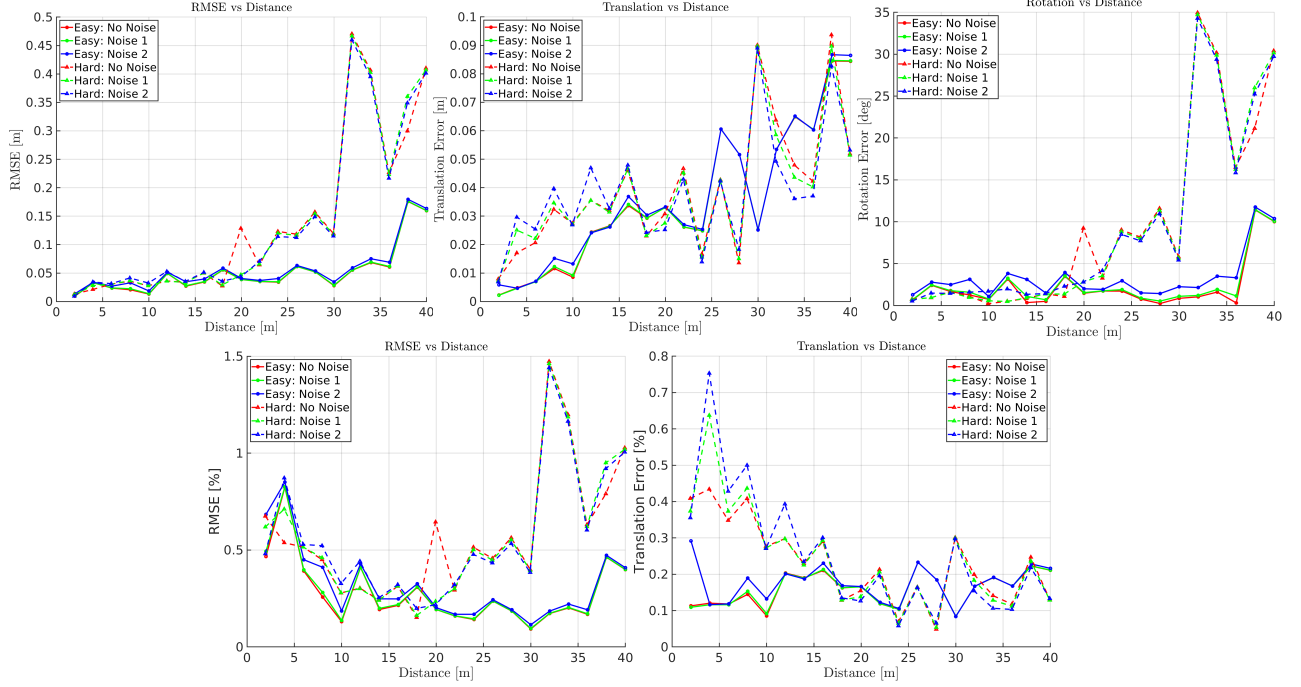 RMSE vs Distance
RMSE [m]
0.5
0.45
0.4
0.35
0.3
0.25
0.2
0.15
0.1
0.05
0
0
5
10
15
20
25
30
35
40
Distance [m]
Easy: No Noise
Easy: Noise 1
Easy: Noise 2
Hard: No Noise
Hard: Noise 1
Hard: Noise 2
Translation vs Distance
Translation Error [m]
0.1
0.09
0.08
0.07
0.06
0.05
0.04
0.03
0.02
0.01
0
0
5
10
15
20
25
30
35
40
Distance [m]
Easy: No Noise
Easy: Noise 1
Easy: Noise 2
Hard: No Noise
Hard: Noise 1
Hard: Noise 2
Rotation vs Distance
Rotation Error [deg]
35
30
25
20
15
10
5
0
0
5
10
15
20
25
30
35
40
Distance [m]
Easy: No Noise
Easy: Noise 1
Easy: Noise 2
Hard: No Noise
Hard: Noise 1
Hard: Noise 2
RMSE vs Distance
RMSE [%]
1.5
1
0.5
0
0
5
10
15
20
25
30
35
40
Distance [m]
Easy: No Noise
Easy: Noise 1
Easy: Noise 2
Hard: No Noise
Hard: Noise 1
Hard: Noise 2
Translation vs Distance
Translation Error [%]
0.8
0.7
0.6
0.5
0.4
0.3
0.2
0.1
0
0
5
10
15
20
25
30
35
40
Distance [m]
Easy: No Noise
Easy: Noise 1
Easy: Noise 2
Hard: No Noise
Hard: Noise 1
Hard: Noise 2